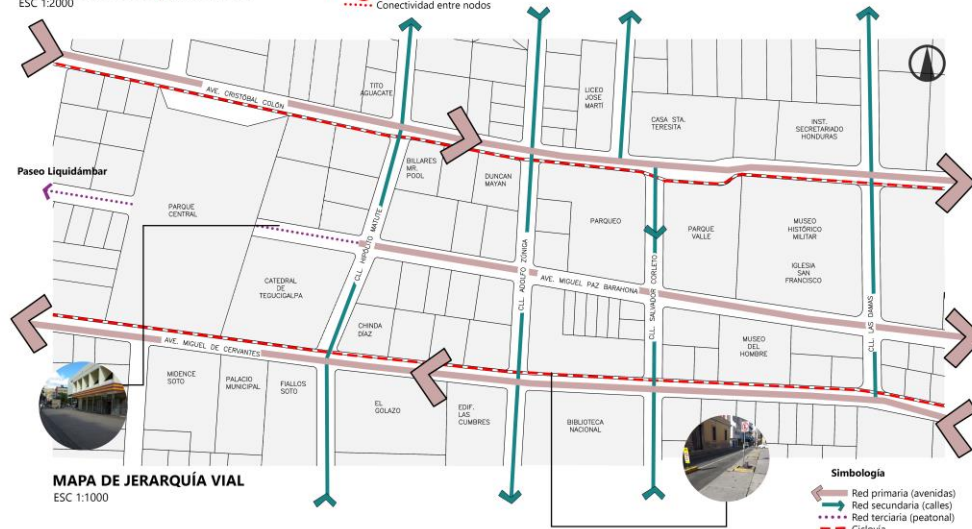 ESC 1:2000
Conectividad entre nodos
TITO
AGUACATE
AVE. CRISTÓBAL COLÓN
LICEO
JOSE
MARTÍ
CASA STA.
TERESITA
INST.
SECRETARIADO
HONDURAS
Paseo Liquidámbar
BILLARES
MR.
POOL
DUNCAN
MAYAN
PARQUE
CENTRAL
PARQUEO
PARQUE
VALLE
MUSEO
HISTÓRICO
MILITAR
IGLESIA
SAN
FRANCISCO
CLL. HIPÓLITO MATUTE
CLL. ADOLFO ZÚNIGA
CLL. SALVADOR CORLETO
CLL. LAS DAMAS
CATEDRAL
DE
TEGUCIGALPA
AVE. MIGUEL PAZ BARAHONA
CHINDA
DÍAZ
AVE. MIGUEL DE CERVANTES
MUSEO
DEL
HOMBRE
MIDENCE
SOTO
PALACIO
MUNICIPAL
FIALLOS
SOTO
EL
GOLAZO
EDIF.
LAS
CUMBRES
BIBLIOTECA
NACIONAL
MAPA DE JERARQUÍA VIAL
ESC 1:1000
Simbología
Red primaria (avenidas)
Red secundaria (calles)
Red terciaria (peatonal)
Ciclovia